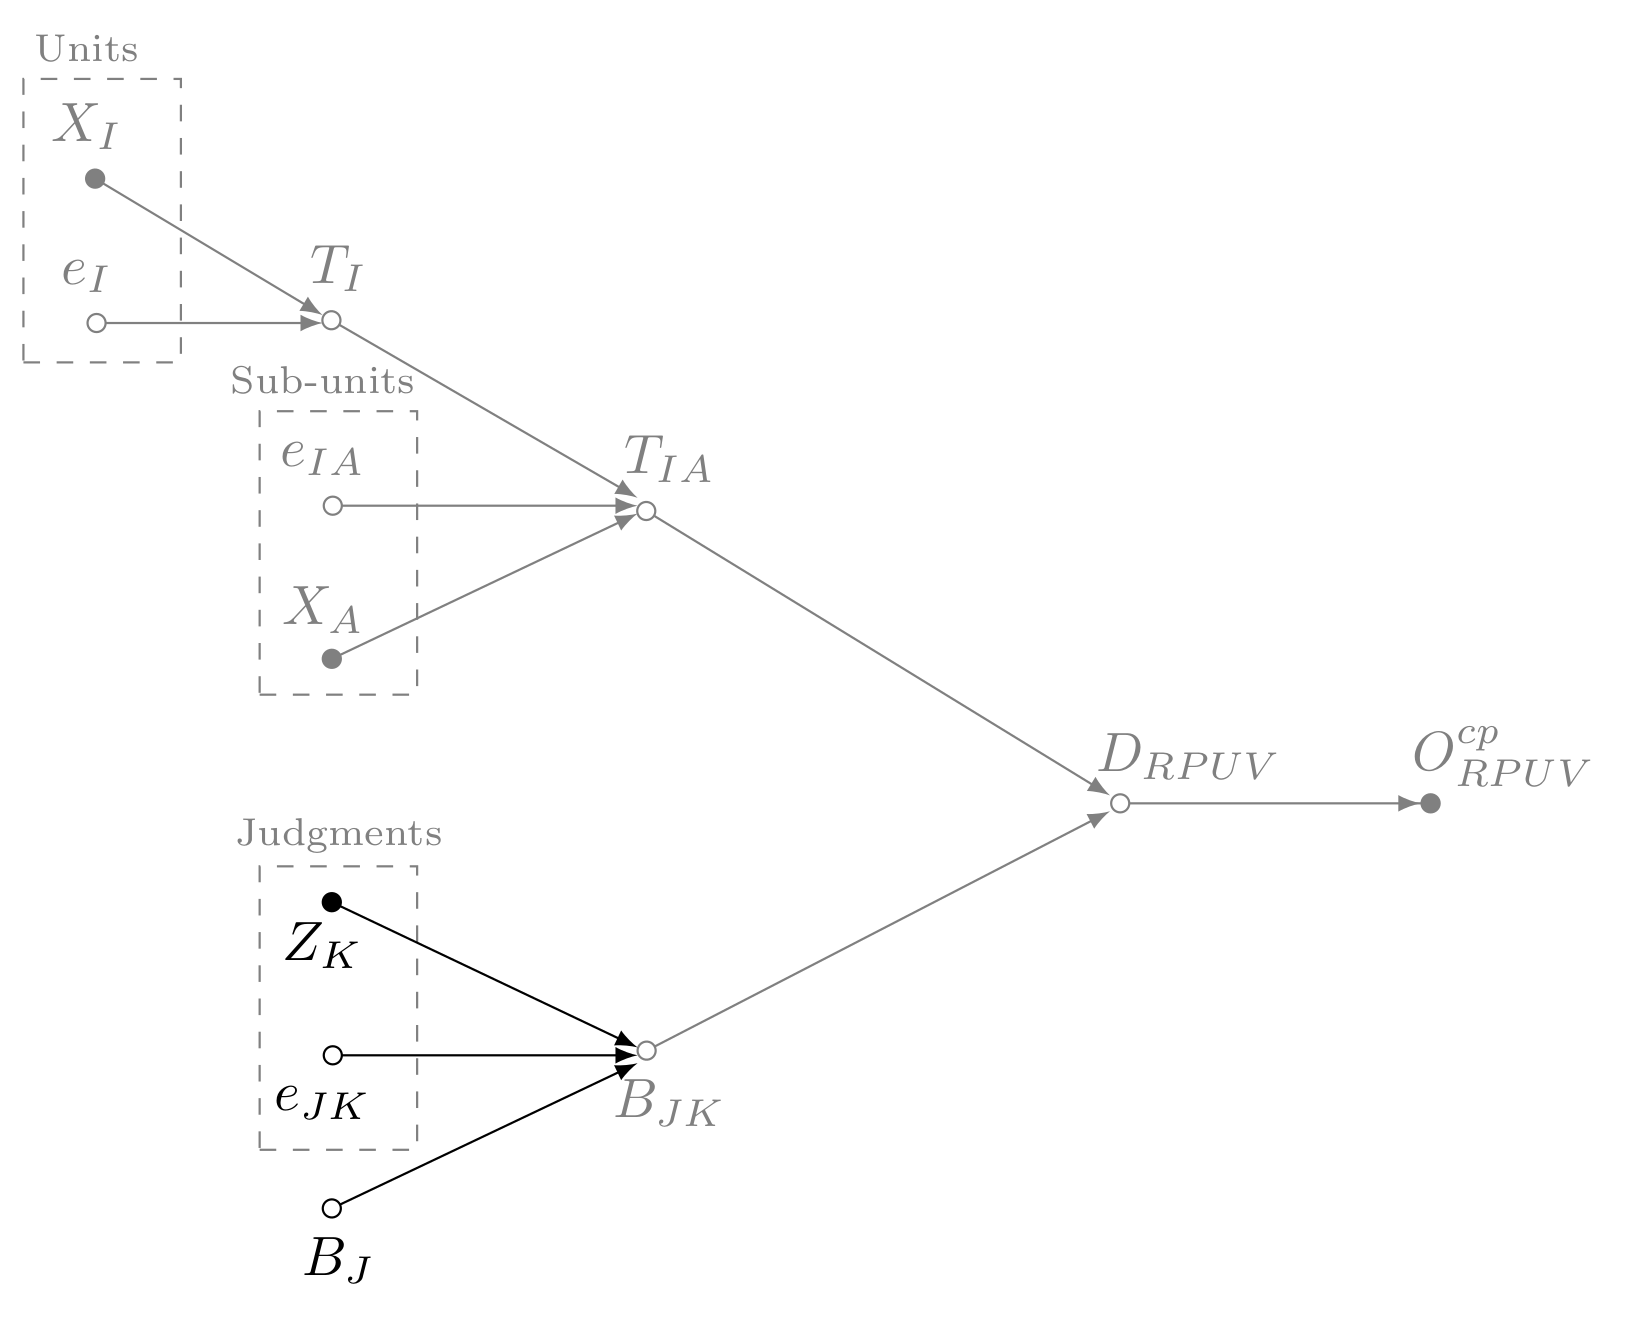 Units
X_I
e_I
T_I
Sub-units
e_{IA}
T_{IA}
X_A
D_{RPUV}
O^{cp}_{RPUV}
Judgments
Z_K
e_{JK}
B_{JK}
B_J